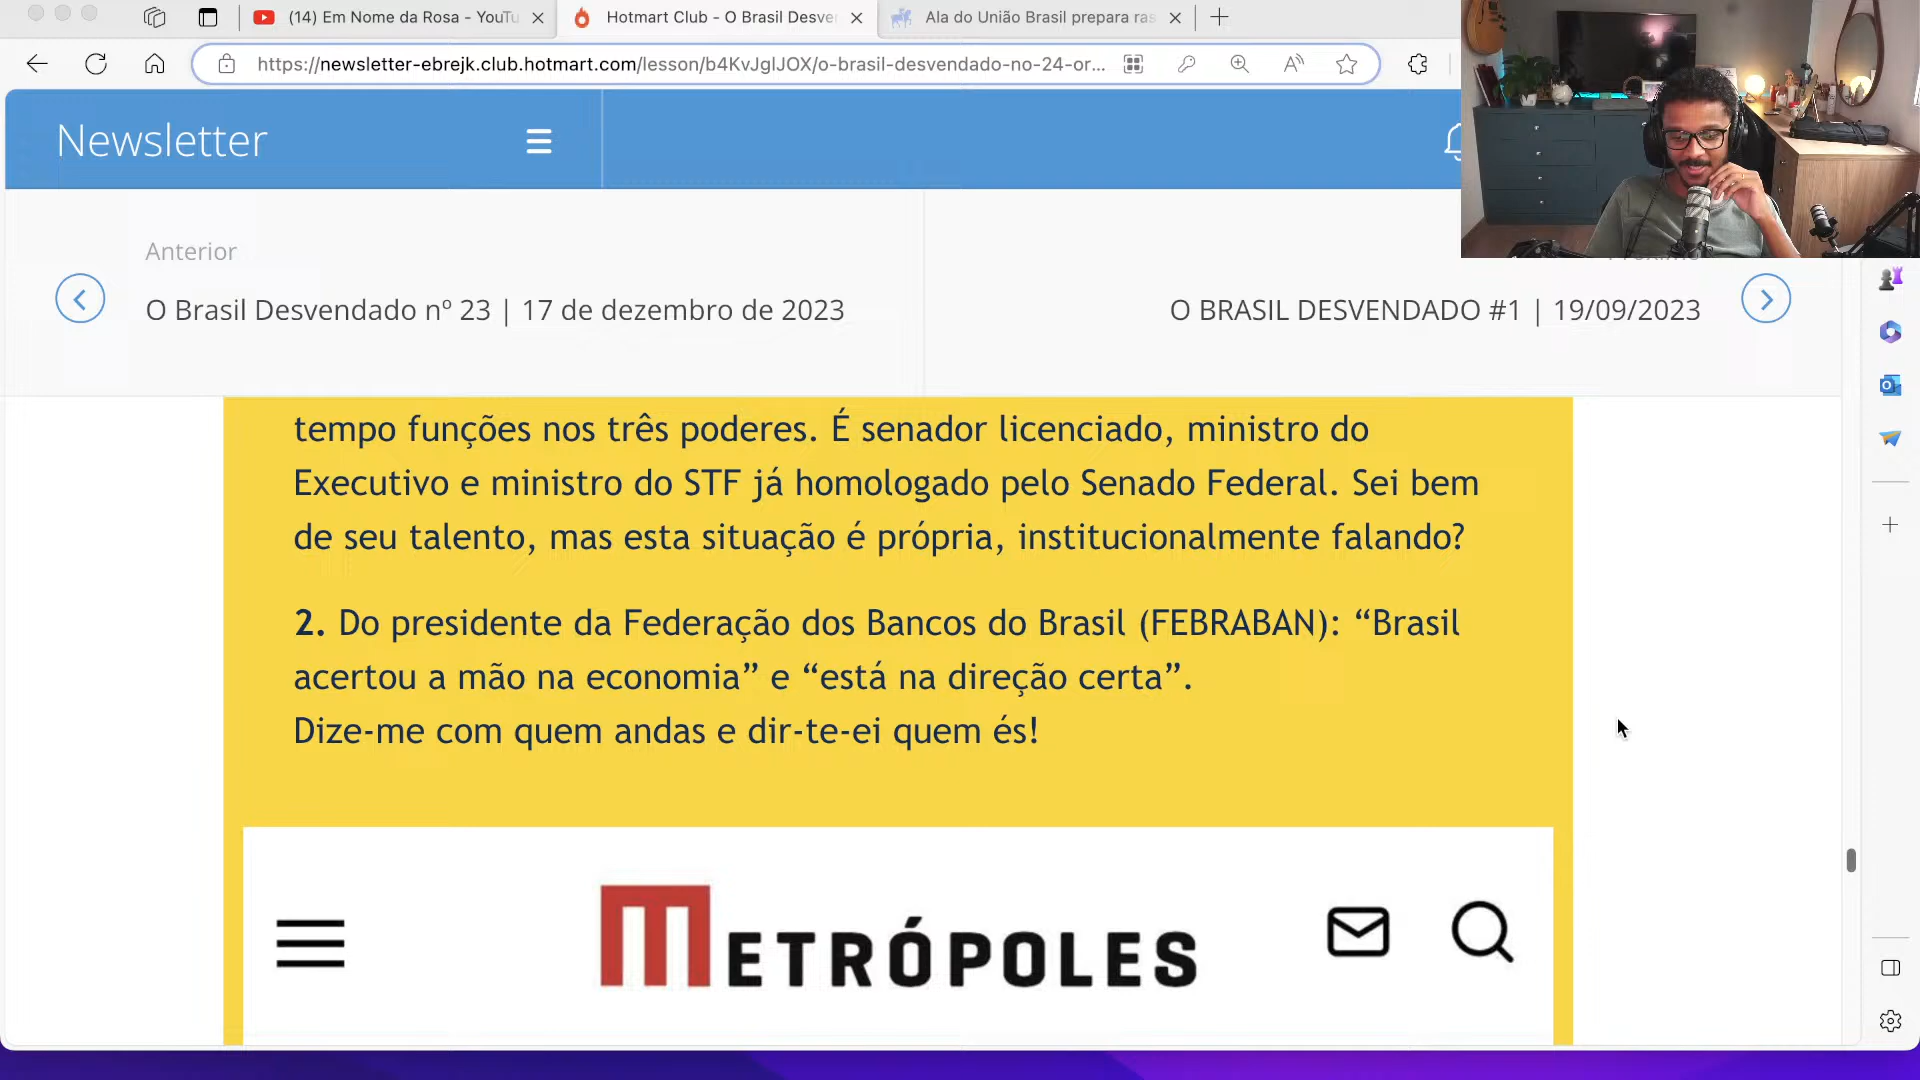 (14) Em Nome da Rosa - YouTu
Hotmart Club - O Brasil Desve
Ala do União Brasil prepara ras
https://newsletter-ebrejk.club.hotmart.com/lesson/b4KvJglJOX/o-brasil-desvendado-no-24-or...
Newsletter
Anterior
O Brasil Desvendado nº 23 | 17 de dezembro de 2023
O BRASIL DESVENDADO #1 | 19/09/2023
tempo funções nos três poderes. É senador licenciado, ministro do
Executivo e ministro do STF já homologado pelo Senado Federal. Sei bem
de seu talento, mas esta situação é própria, institucionalmente falando?
2. Do presidente da Federação dos Bancos do Brasil (FEBRABAN): “Brasil
acertou a mão na economia” e “está na direção certa”.
Dize-me com quem andas e dir-te-ei quem és!
METRÓPOLES